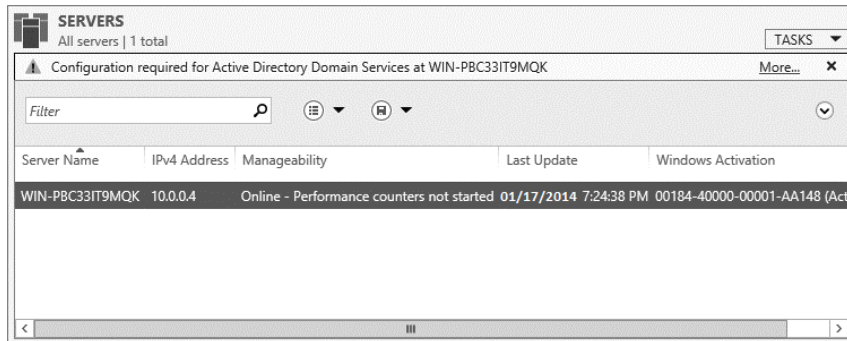 SERVERS
All servers | 1 total
TASKS
Configuration required for Active Directory Domain Services at WIN-PBC33IT9MQK More...
Filter
Server Name IPv4 Address Manageability Last Update Windows Activation
WIN-PBC33IT9MQK 10.0.0.4 Online - Performance counters not started 01/17/2014 7:24:38 PM 00184-40000-00001-AA148 (Act